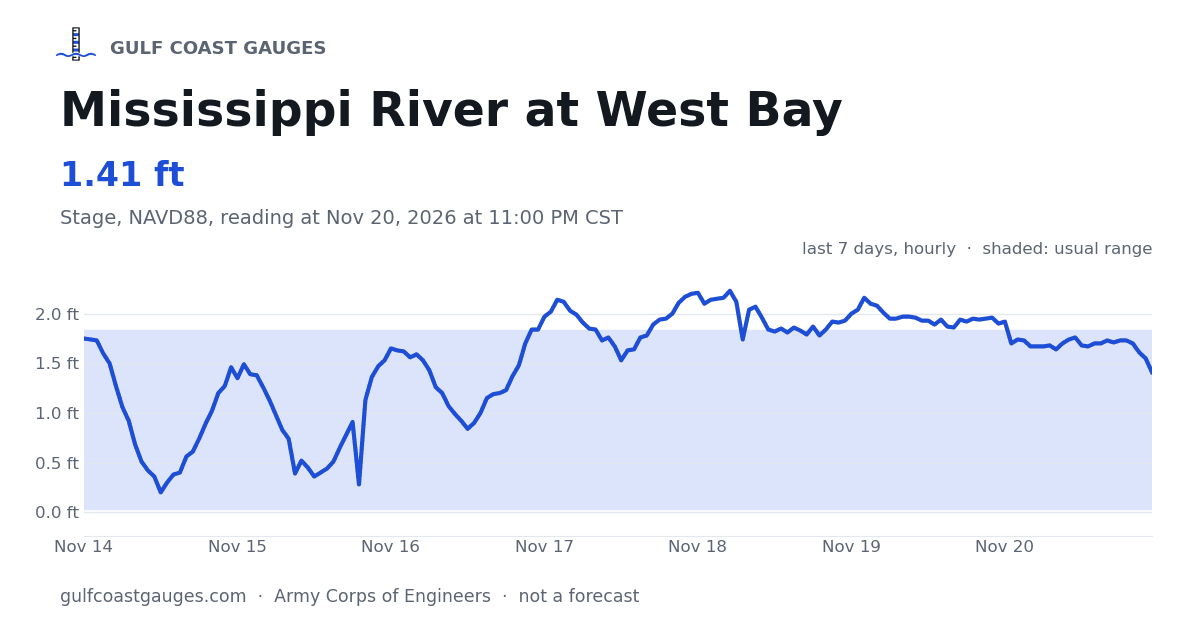 GULF COAST GAUGES
Mississippi River at West Bay
1.41 ft
Stage, NAVD88, reading at Nov 20, 2026 at 11:00 PM CST
last 7 days, hourly · shaded: usual range
2.0 ft
1.5 ft
1.0 ft
0.5 ft
0.0 ft
Nov 14 Nov 15 Nov 16 Nov 17 Nov 18 Nov 19 Nov 20
gulfcoastgauges.com · Army Corps of Engineers · not a forecast